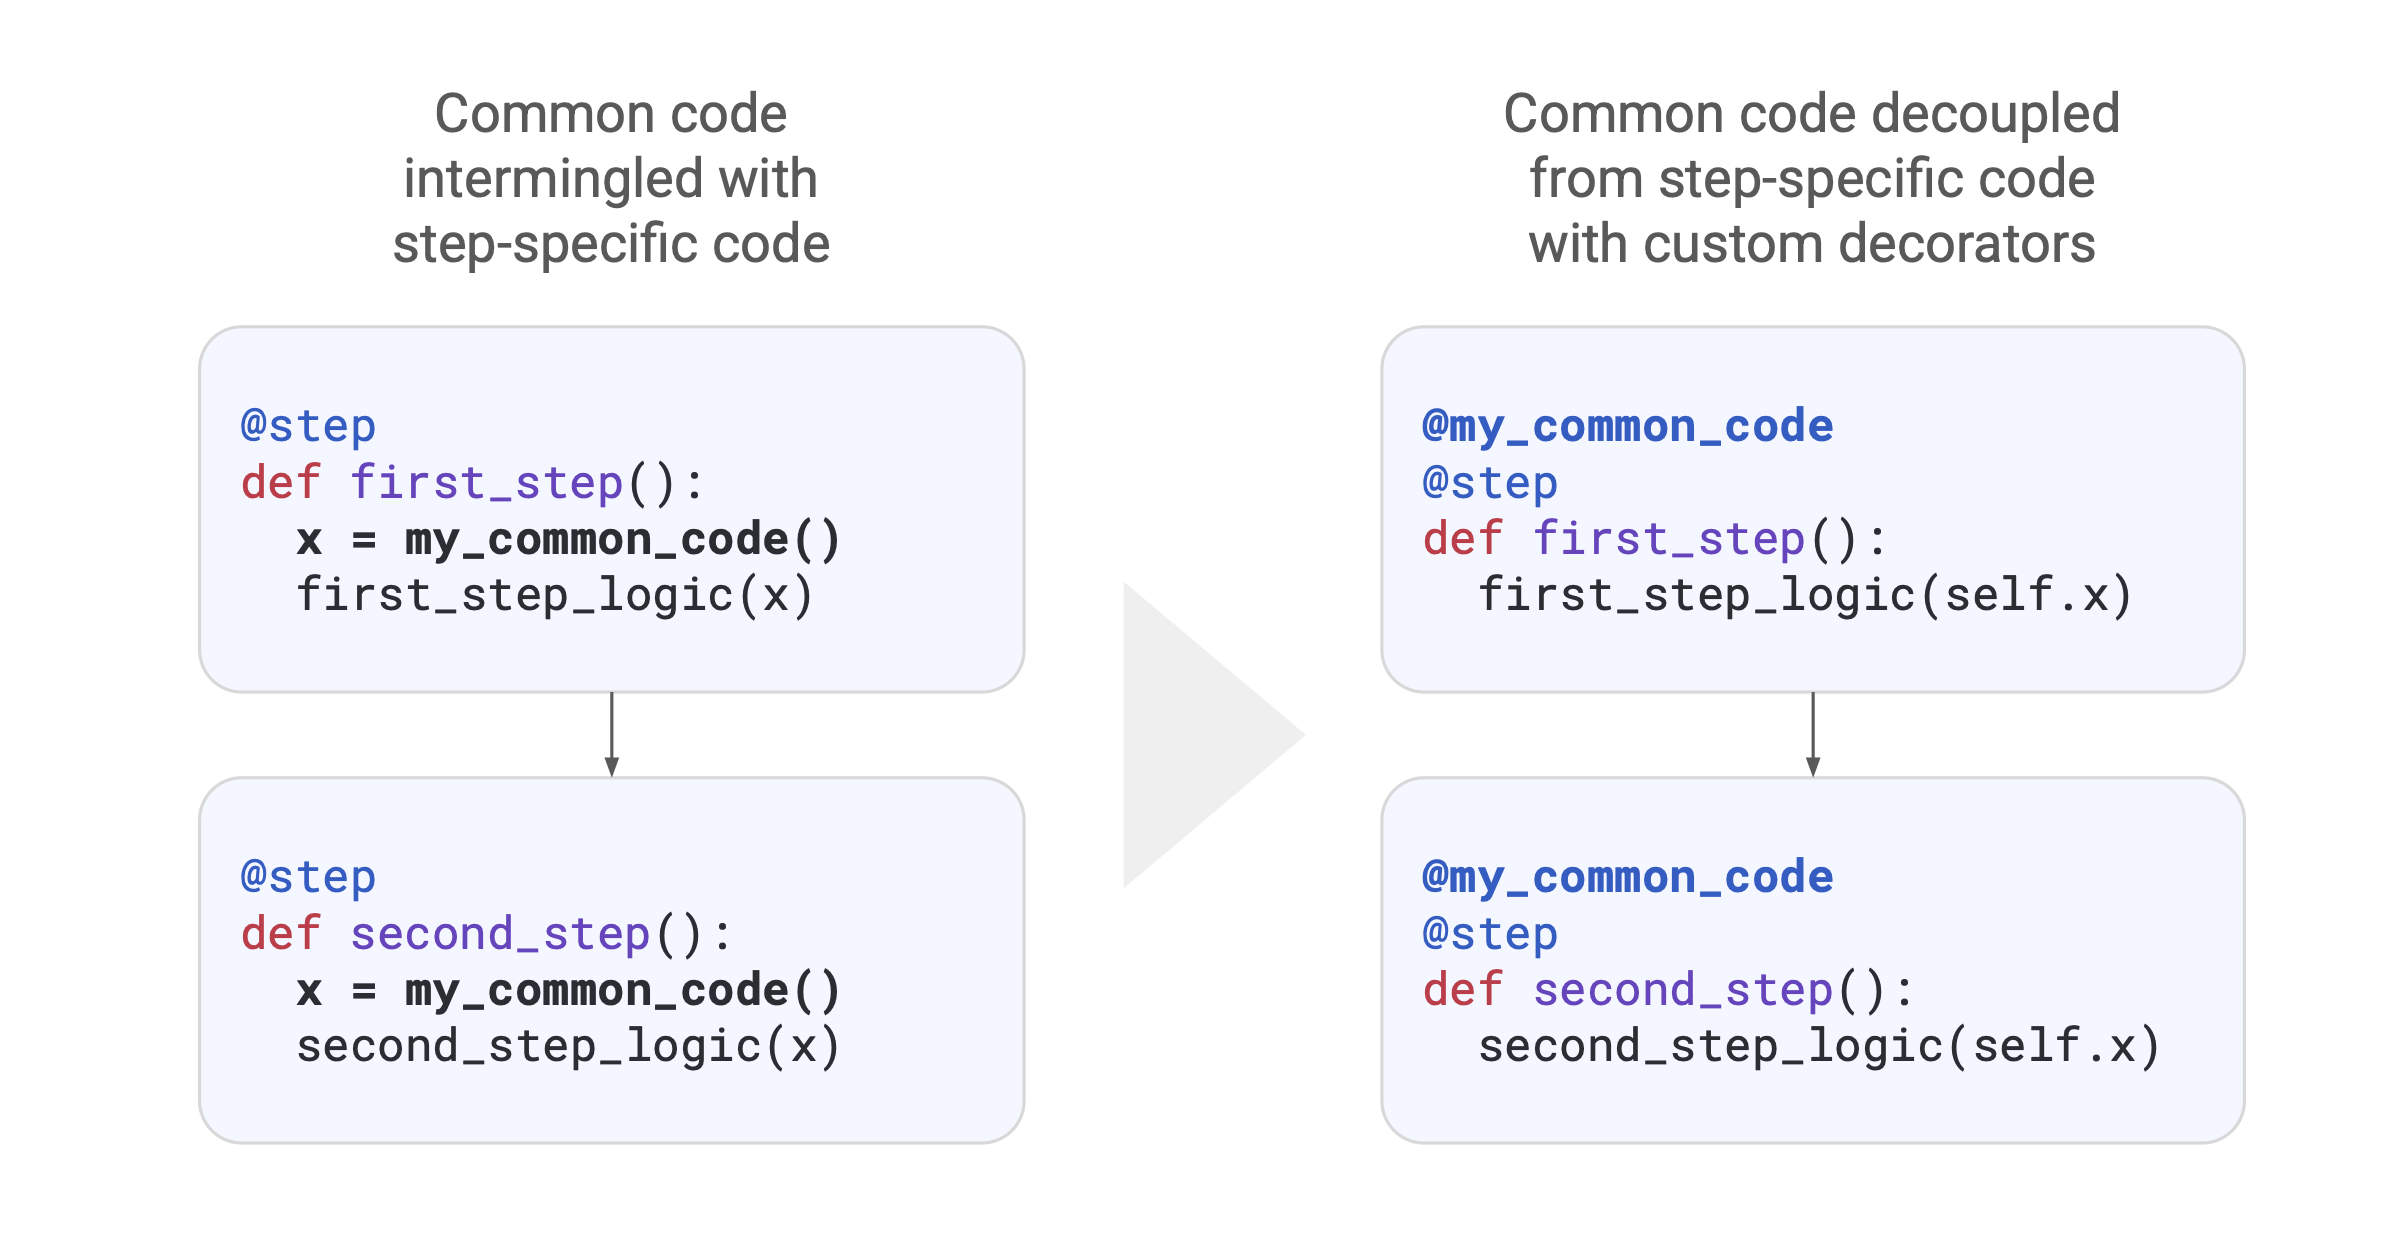 Common code
intermingled with
step-specific code
@step
def first_step():
  x = my_common_code()
  first_step_logic(x)
@step
def second_step():
  x = my_common_code()
  second_step_logic(x)
Common code decoupled
from step-specific code
with custom decorators
@my_common_code
@step
def first_step():
  first_step_logic(self.x)
@my_common_code
@step
def second_step():
  second_step_logic(self.x)